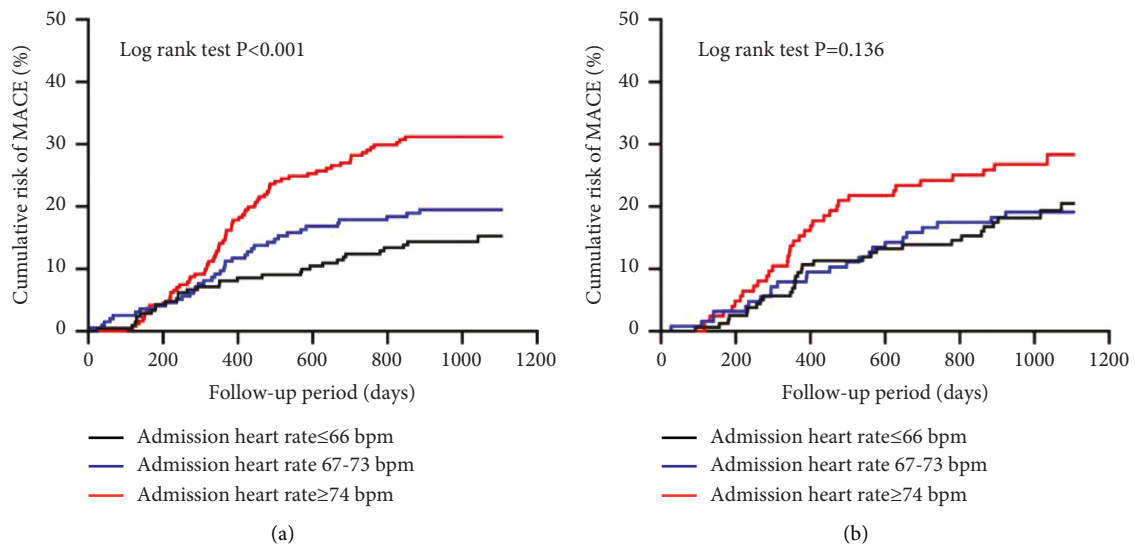 50
40
30
20
10
0
Cumulative risk of MACE (%)
Log rank test P<0.001
0 200 400 600 800 1000 1200
Follow-up period (days)
Admission heart rate≤66 bpm
Admission heart rate 67-73 bpm
Admission heart rate≥74 bpm
(a)
50
40
30
20
10
0
Cumulative risk of MACE (%)
Log rank test P=0.136
0 200 400 600 800 1000 1200
Follow-up period (days)
Admission heart rate≤66 bpm
Admission heart rate 67-73 bpm
Admission heart rate≥74 bpm
(b)